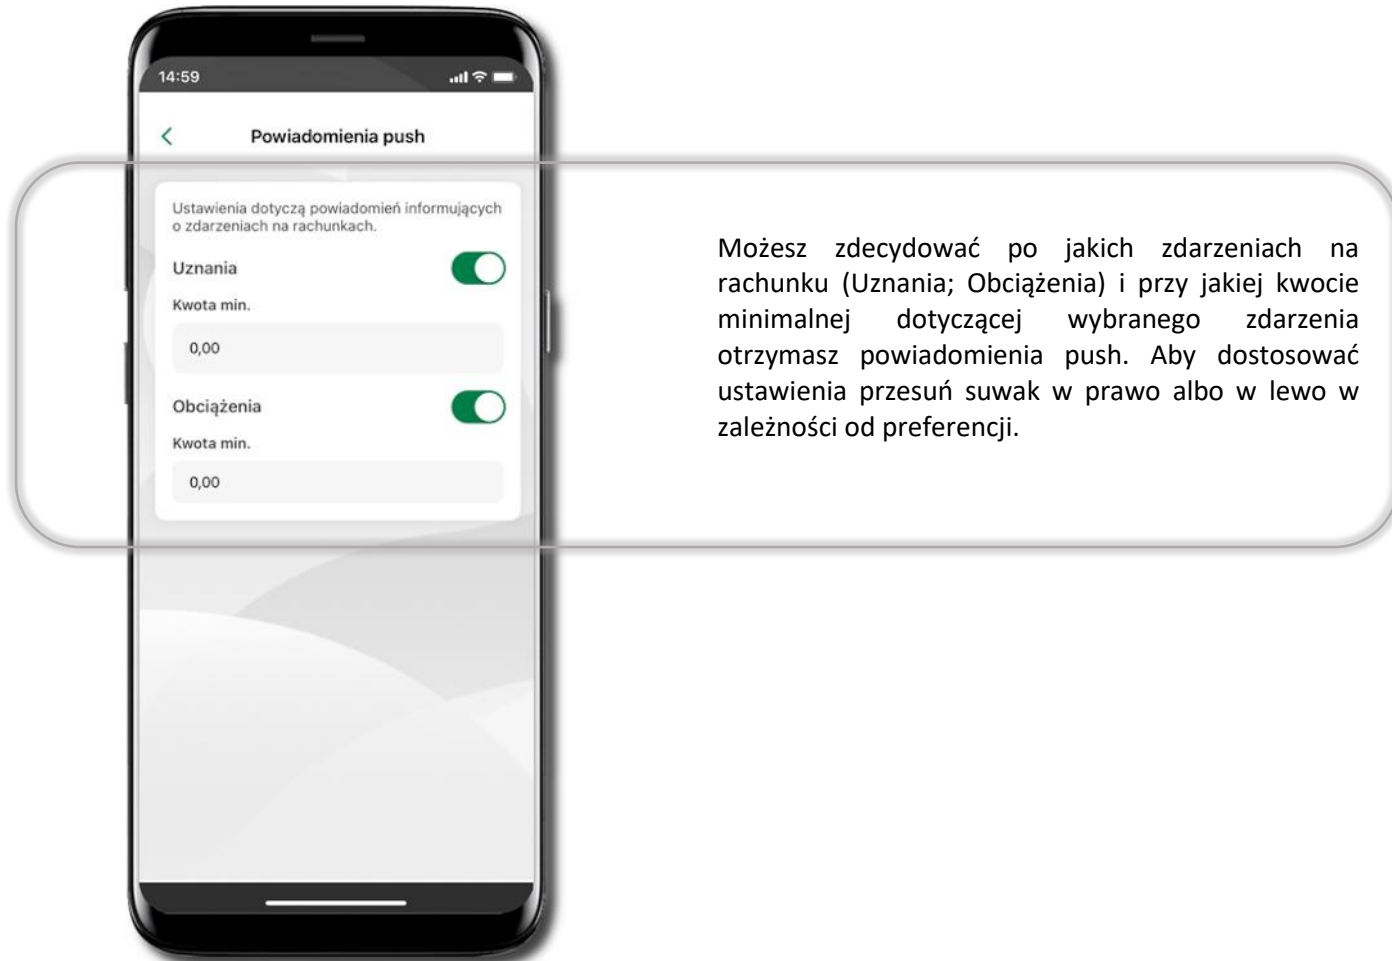 14:59
Powiadomienia push
Ustawienia dotyczą powiadomień informujących
o zdarzeniach na rachunkach.
Uznania
Kwota min.
0,00
Obciążenia
Kwota min.
0,00
Możesz zdecydować po jakich zdarzeniach na
rachunku (Uznania; Obciążenia) i przy jakiej kwocie
minimalnej dotyczącej wybranego zdarzenia
otrzymasz powiadomienia push. Aby dostosować
ustawienia przesuń suwak w prawo albo w lewo w
zależności od preferencji.